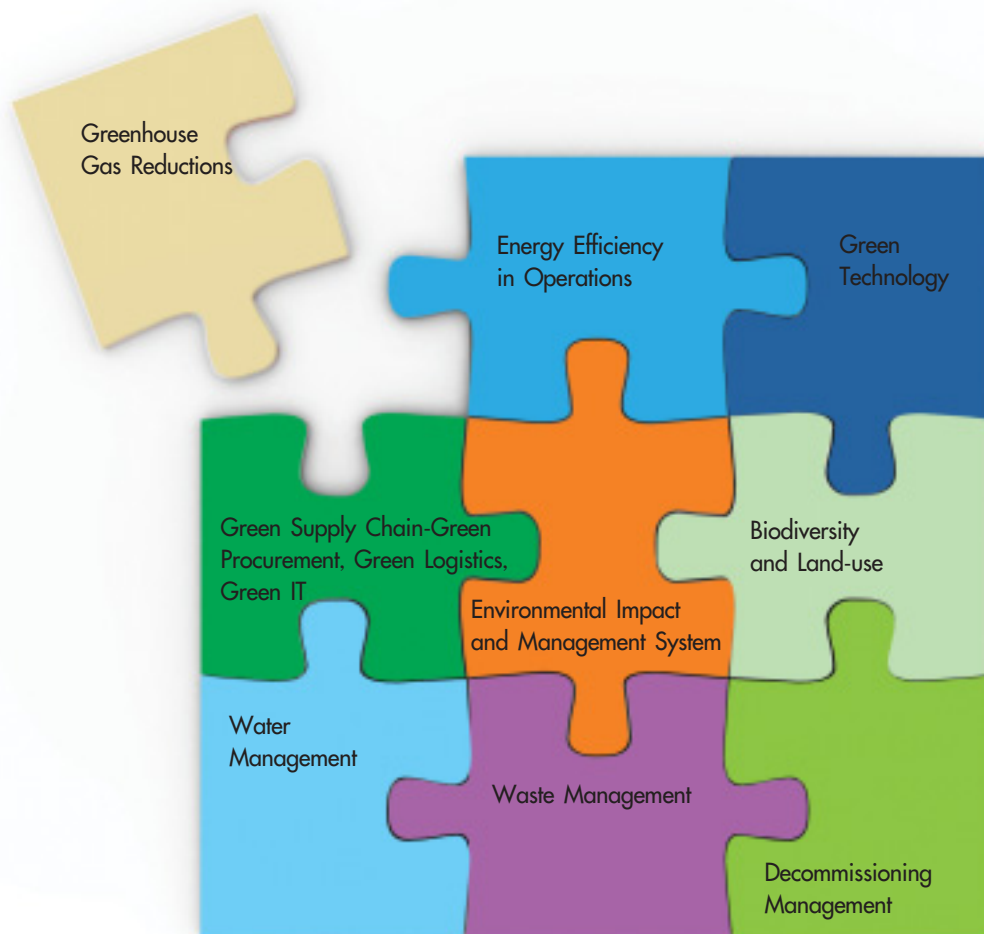 Greenhouse
Gas Reductions
Energy Efficiency
in Operations
Green
Technology
Green Supply Chain-Green
Procurement, Green Logistics,
Green IT
Environmental Impact
and Management System
Biodiversity
and Land-use
Water
Management
Waste Management
Decommissioning
Management